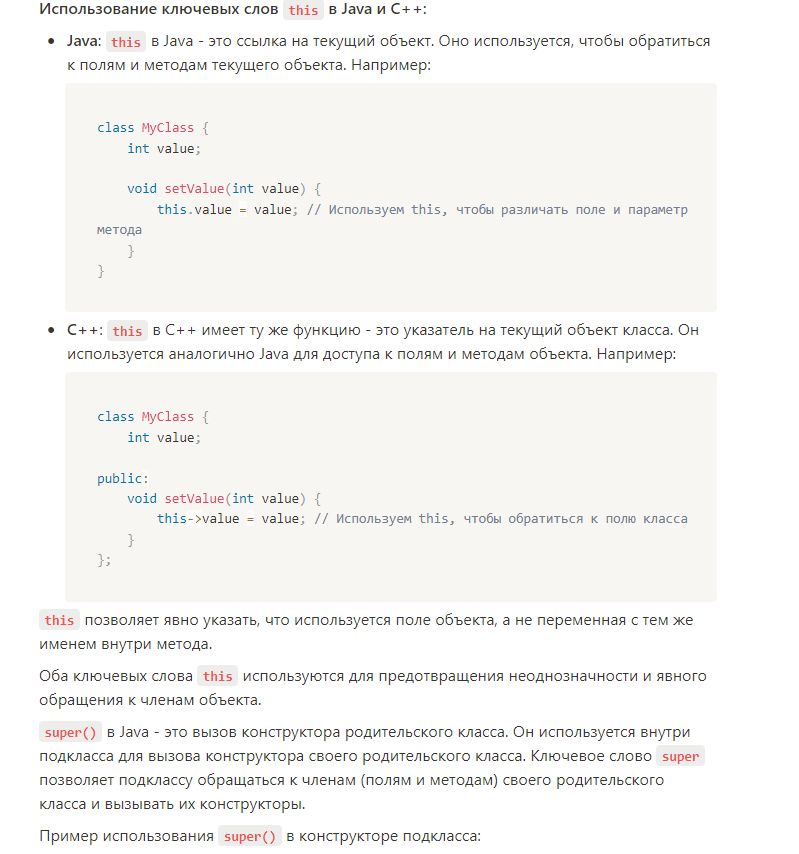 Использование ключевых слов this в Java и C++:
Java: this в Java - это ссылка на текущий объект. Оно используется, чтобы обратиться
к полям и методам текущего объекта. Например:
class MyClass {
int value;
void setValue(int value) {
this.value = value; // Используем this, чтобы различать поле и параметр
метода
}
}
C++: this в C++ имеет ту же функцию - это указатель на текущий объект класса. Он
используется аналогично Java для доступа к полям и методам объекта. Например:
class MyClass {
int value;
public:
void setValue(int value) {
this->value = value; // Используем this, чтобы обратиться к полю класса
}
};
this позволяет явно указать, что используется поле объекта, а не переменная с тем же
именем внутри метода.
Оба ключевых слова this используются для предотвращения неоднозначности и явного
обращения к членам объекта.
super() в Java - это вызов конструктора родительского класса. Он используется внутри
подкласса для вызова конструктора своего родительского класса. Ключевое слово super
позволяет подклассу обращаться к членам (полям и методам) своего родительского
класса и вызывать их конструкторы.
Пример использования super() в конструкторе подкласса: